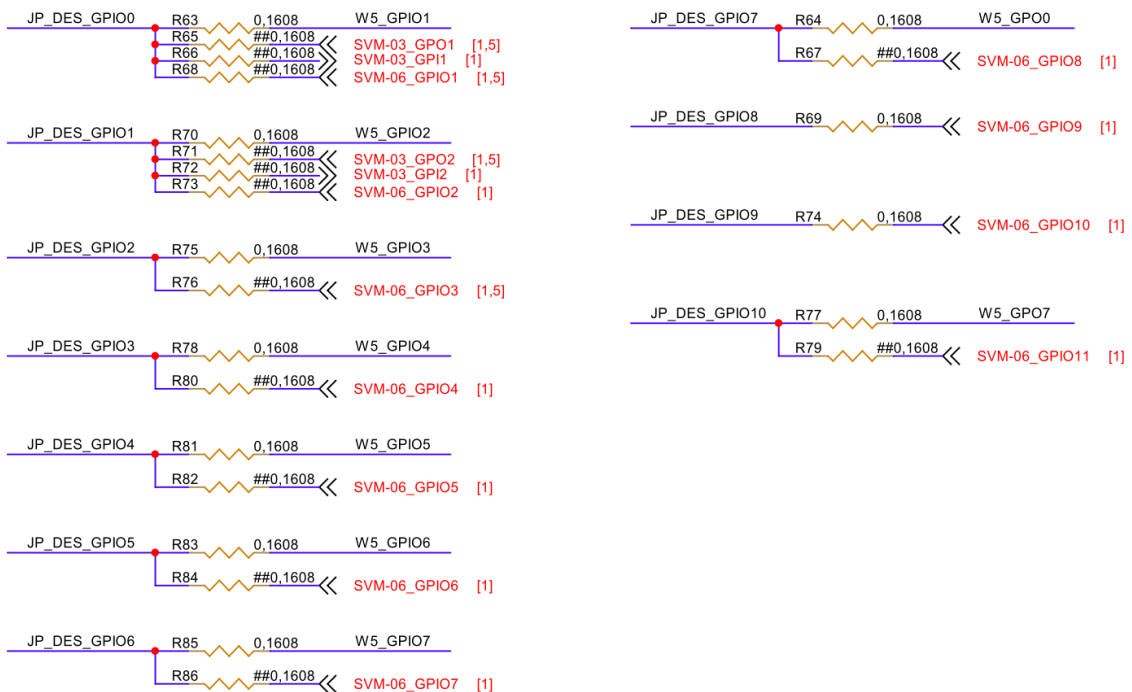 JP_DES_GPIO0 R63 0,1608 W5_GPIO1
R65 ##0,1608 SVM-03_GPO1 [1,5]
R66 ##0,1608 SVM-03_GPI1 [1]
R68 ##0,1608 SVM-06_GPIO1 [1,5]
JP_DES_GPIO1 R70 0,1608 W5_GPIO2
R71 ##0,1608 SVM-03_GPO2 [1,5]
R72 ##0,1608 SVM-03_GPI2 [1]
R73 ##0,1608 SVM-06_GPIO2 [1]
JP_DES_GPIO2 R75 0,1608 W5_GPIO3
R76 ##0,1608 SVM-06_GPIO3 [1,5]
JP_DES_GPIO3 R78 0,1608 W5_GPIO4
R80 ##0,1608 SVM-06_GPIO4 [1]
JP_DES_GPIO4 R81 0,1608 W5_GPIO5
R82 ##0,1608 SVM-06_GPIO5 [1]
JP_DES_GPIO5 R83 0,1608 W5_GPIO6
R84 ##0,1608 SVM-06_GPIO6 [1]
JP_DES_GPIO6 R85 0,1608 W5_GPIO7
R86 ##0,1608 SVM-06_GPIO7 [1]
JP_DES_GPIO7 R64 0,1608 W5_GPO0
R67 ##0,1608 SVM-06_GPIO8 [1]
JP_DES_GPIO8 R69 0,1608 SVM-06_GPIO9 [1]
JP_DES_GPIO9 R74 0,1608 SVM-06_GPIO10 [1]
JP_DES_GPIO10 R77 0,1608 W5_GPO7
R79 ##0,1608 SVM-06_GPIO11 [1]